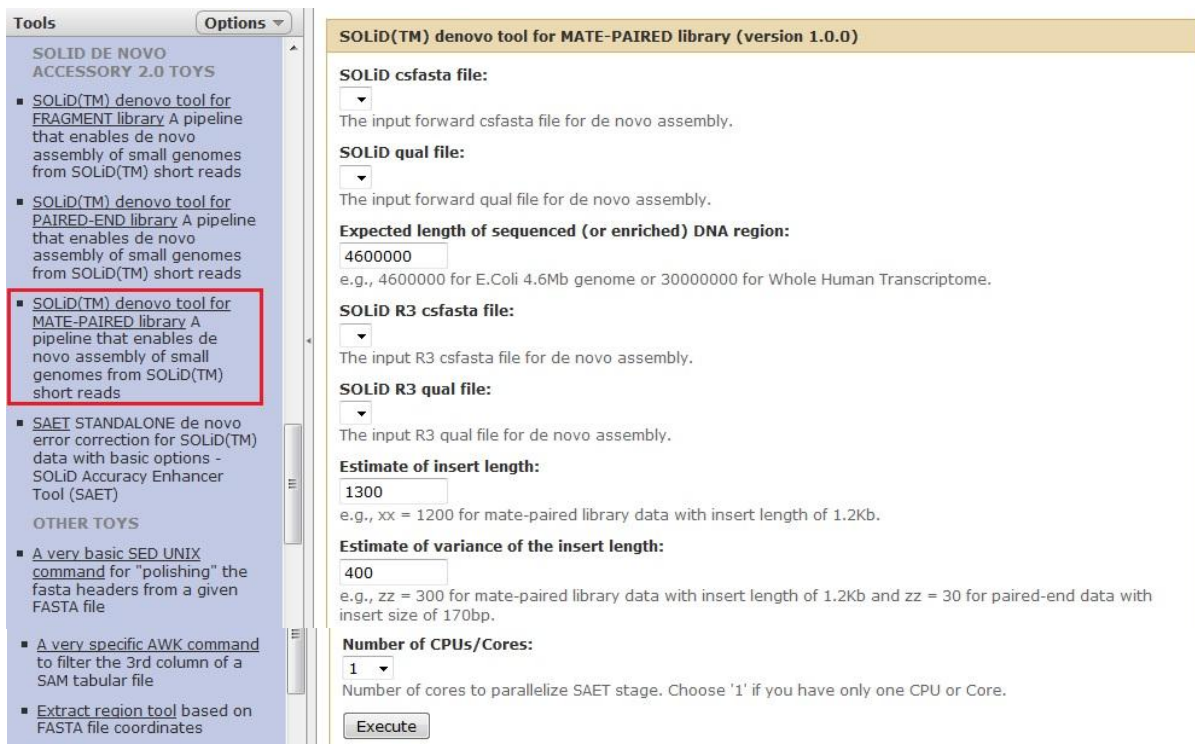 Tools
Options
SOLID DE NOVO
ACCESSORY 2.0 TOYS
SOLiD(TM) denovo tool for
FRAGMENT library A pipeline
that enables de novo
assembly of small genomes
from SOLiD(TM) short reads
SOLiD(TM) denovo tool for
PAIRED-END library A pipeline
that enables de novo
assembly of small genomes
from SOLiD(TM) short reads
SOLiD(TM) denovo tool for
MATE-PAIRED library A
pipeline that enables de
novo assembly of small
genomes from SOLiD(TM)
short reads
SAET STANDALONE de novo
error correction for SOLiD(TM)
data with basic options -
SOLiD Accuracy Enhancer
Tool (SAET)
OTHER TOYS
A very basic SED UNIX
command for "polishing" the
fasta headers from a given
FASTA file
A very specific AWK command
to filter the 3rd column of a
SAM tabular file
Extract region tool based on
FASTA file coordinates
SOLiD(TM) denovo tool for MATE-PAIRED library (version 1.0.0)
SOLiD csfasta file:
The input forward csfasta file for de novo assembly.
SOLiD qual file:
The input forward qual file for de novo assembly.
Expected length of sequenced (or enriched) DNA region:
4600000
e.g., 4600000 for E.Coli 4.6Mb genome or 30000000 for Whole Human Transcriptome.
SOLiD R3 csfasta file:
The input R3 csfasta file for de novo assembly.
SOLiD R3 qual file:
The input R3 qual file for de novo assembly.
Estimate of insert length:
1300
e.g., xx = 1200 for mate-paired library data with insert length of 1.2Kb.
Estimate of variance of the insert length:
400
e.g., zz = 300 for mate-paired library data with insert length of 1.2Kb and zz = 30 for paired-end data with
insert size of 170bp.
Number of CPUs/Cores:
1
Number of cores to parallelize SAET stage. Choose '1' if you have only one CPU or Core.
Execute